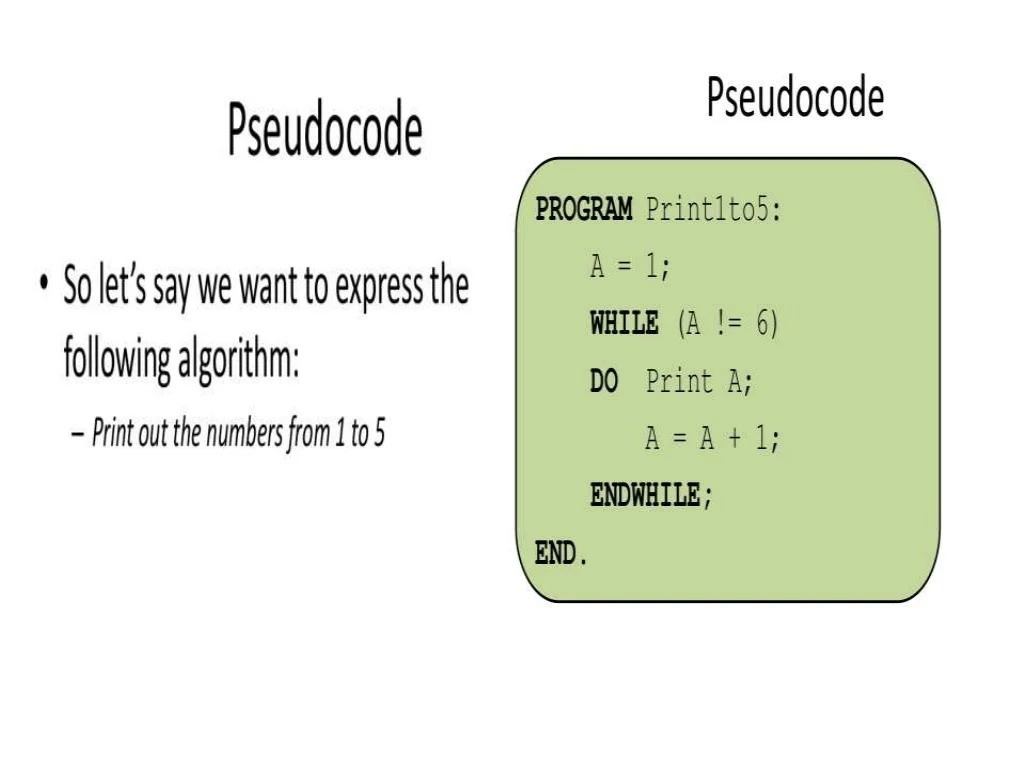 Pseudocode
• So let's say we want to express the
following algorithm:
– Print out the numbers from 1 to 5
Pseudocode
PROGRAM Print1to5:
A = 1;
WHILE (A != 6)
DO Print A;
A = A + 1;
ENDWHILE;
END.